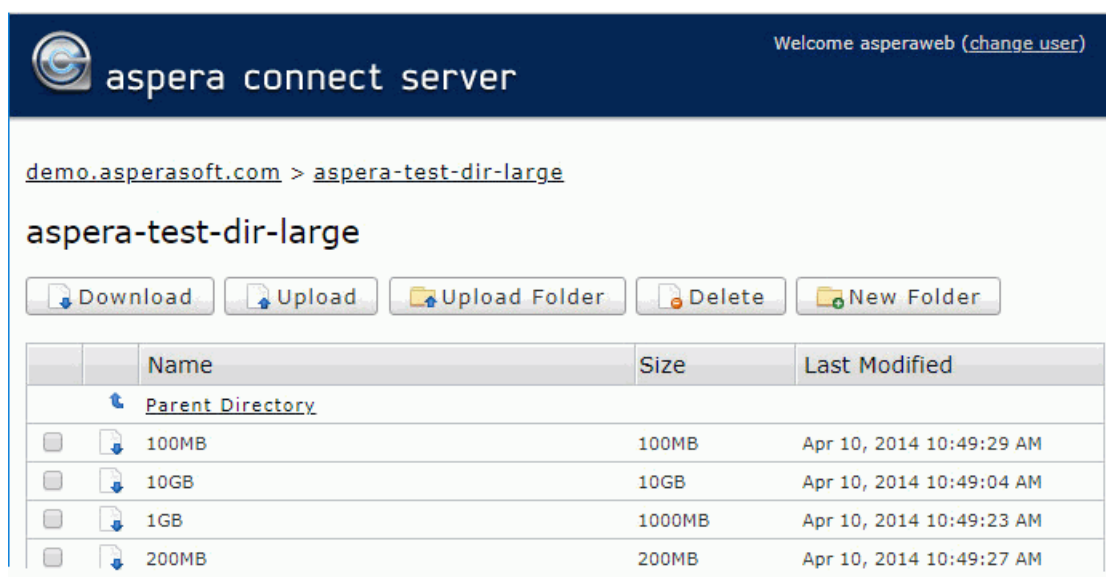 Welcome asperaweb (change user)
aspera connect server
demo.asperasoft.com > aspera-test-dir-large
aspera-test-dir-large
Download Upload Upload Folder Delete New Folder
Name Size Last Modified
Parent Directory
100MB 100MB Apr 10, 2014 10:49:29 AM
10GB 10GB Apr 10, 2014 10:49:04 AM
1GB 1000MB Apr 10, 2014 10:49:23 AM
200MB 200MB Apr 10, 2014 10:49:27 AM